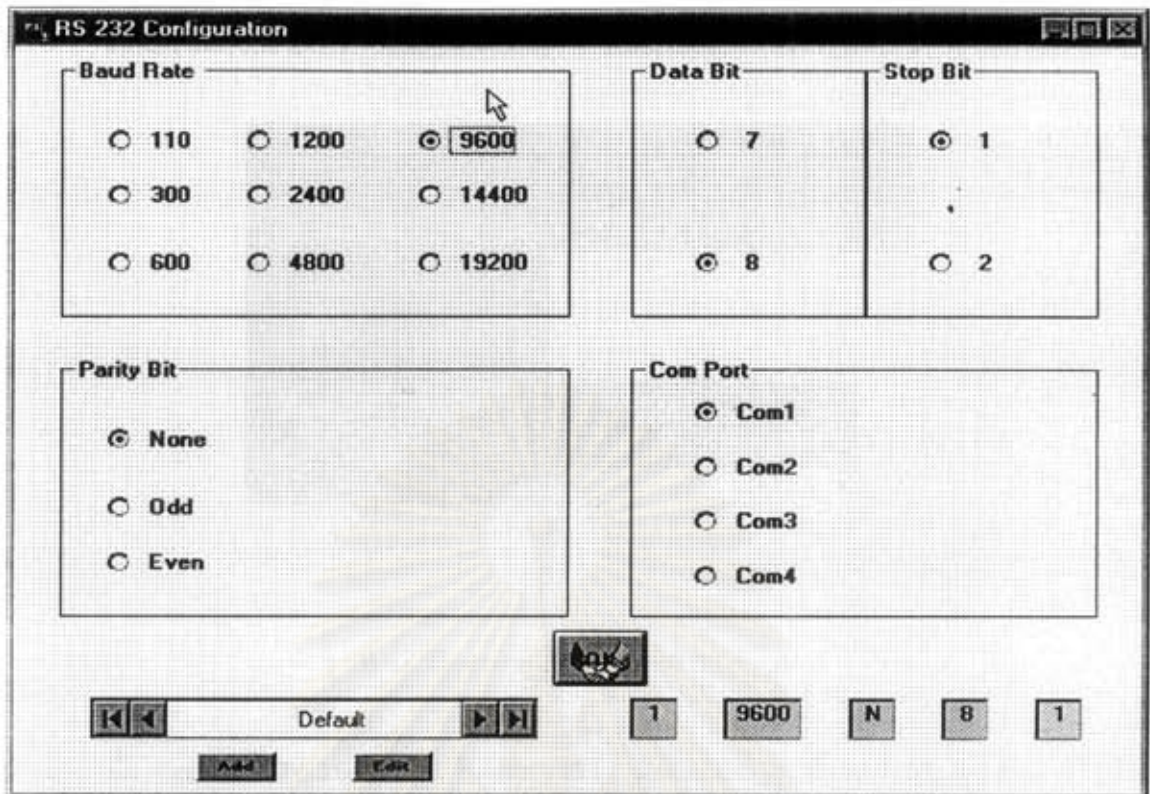 RS 232 Configuration
Baud Rate
110 1200 9600
300 2400 14400
600 4800 19200
Data Bit
7
8
Stop Bit
1
2
Parity Bit
None
Odd
Even
Com Port
Com1
Com2
Com3
Com4
OK
Default
1 9600 N 8 1
Add Edit